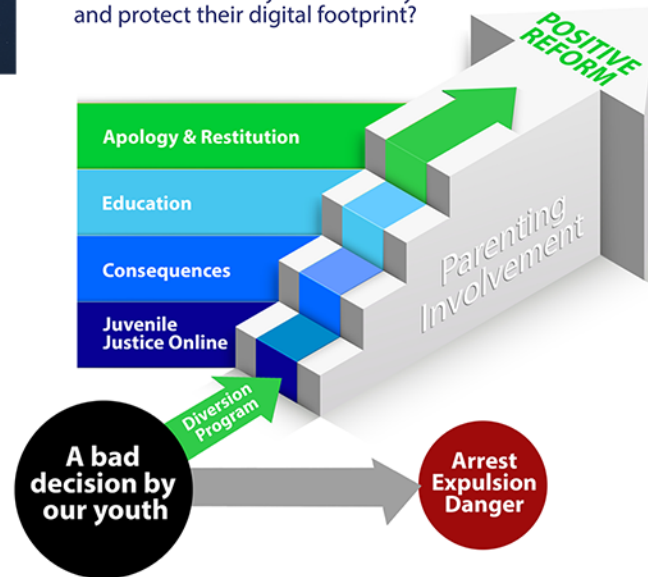 and protect their digital footprint?
POSITIVE
REFORM
Apology & Restitution
Education
Parenting
Involvement
Consequences
Juvenile
Justice Online
Diversion
Program
A bad
decision by
our youth
Arrest
Expulsion
Danger